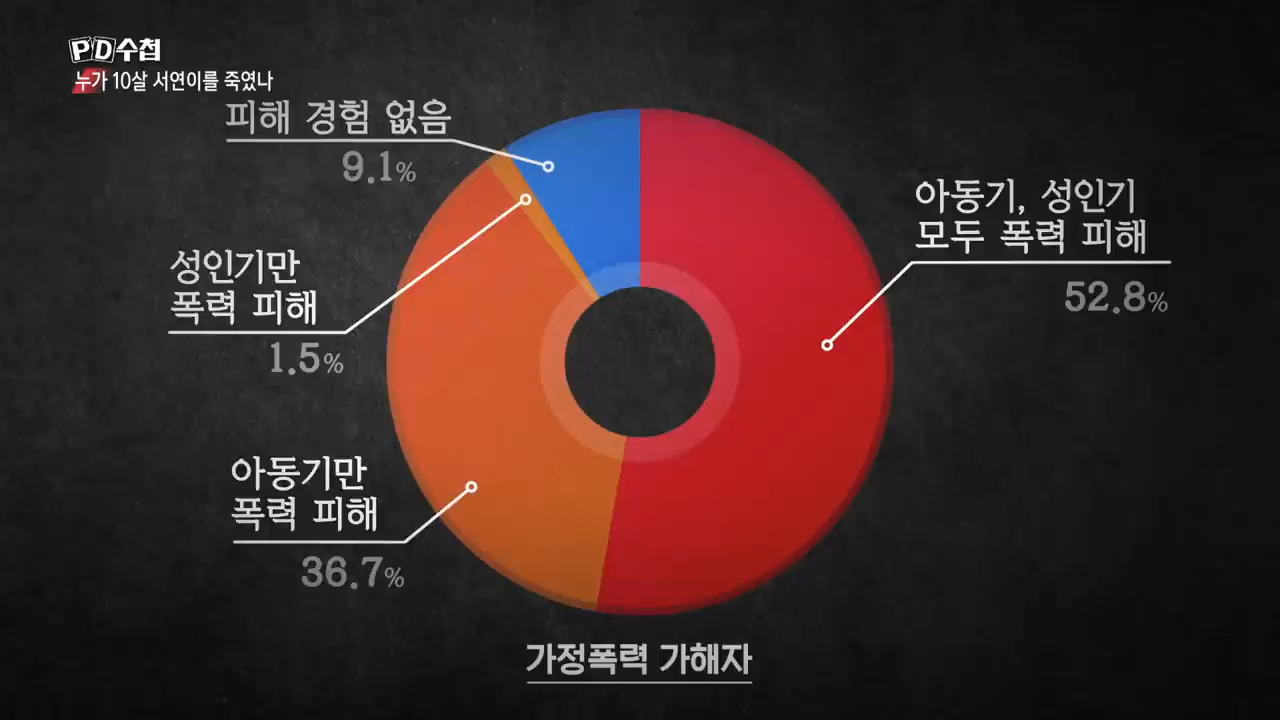 PD수첩
누가 10살 서연이를 죽였나
피해 경험 없음
9.1%
아동기, 성인기
모두 폭력 피해
52.8%
성인기만
폭력 피해
1.5%
아동기만
폭력 피해
36.7%
가정폭력 가해자